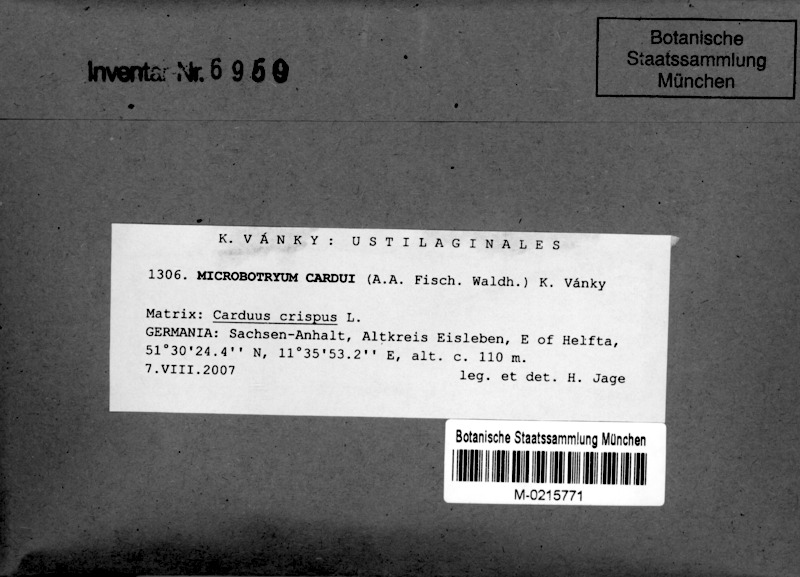 Inventar-Nr. 6959
Botanische
Staatssammlung
München
K. VÁNKY: USTILAGINALES
1306. MICROBOTRYUM CARDUI (A.A. Fisch. Waldh.) K. Vánky
Matrix: Carduus crispus L.
GERMANIA: Sachsen-Anhalt, Altkreis Eisleben, E of Helfta,
51°30'24.4'' N, 11°35'53.2'' E, alt. c. 110 m.
7.VIII.2007 leg. et det. H. Jage
Botanische Staatssammlung München
M-0215771